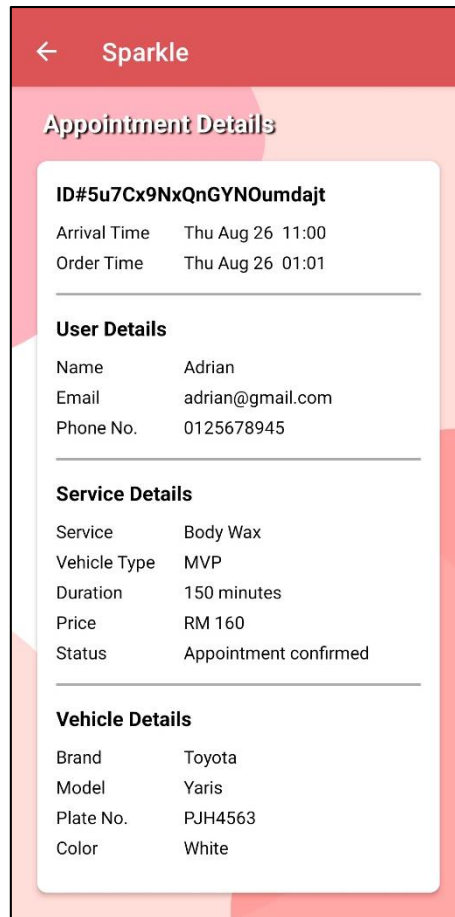 Sparkle
Appointment Details
ID#5u7Cx9NxQnGYNOumdajt
Arrival Time Thu Aug 26 11:00
Order Time Thu Aug 26 01:01
User Details
Name Adrian
Email adrian@gmail.com
Phone No. 0125678945
Service Details
Service Body Wax
Vehicle Type MVP
Duration 150 minutes
Price RM 160
Status Appointment confirmed
Vehicle Details
Brand Toyota
Model Yaris
Plate No. PJH4563
Color White